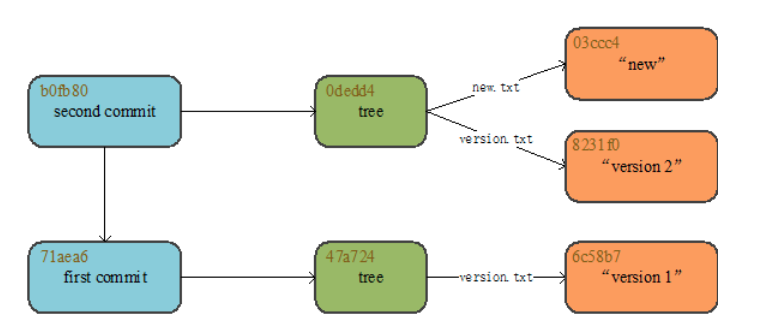 03ccc4
“new”
b0fb80
second commit
0dedd4
tree
new.txt
version.txt
8231f0
“version 2”
71aea6
first commit
47a724
tree
version.txt
6c58b7
“version 1”